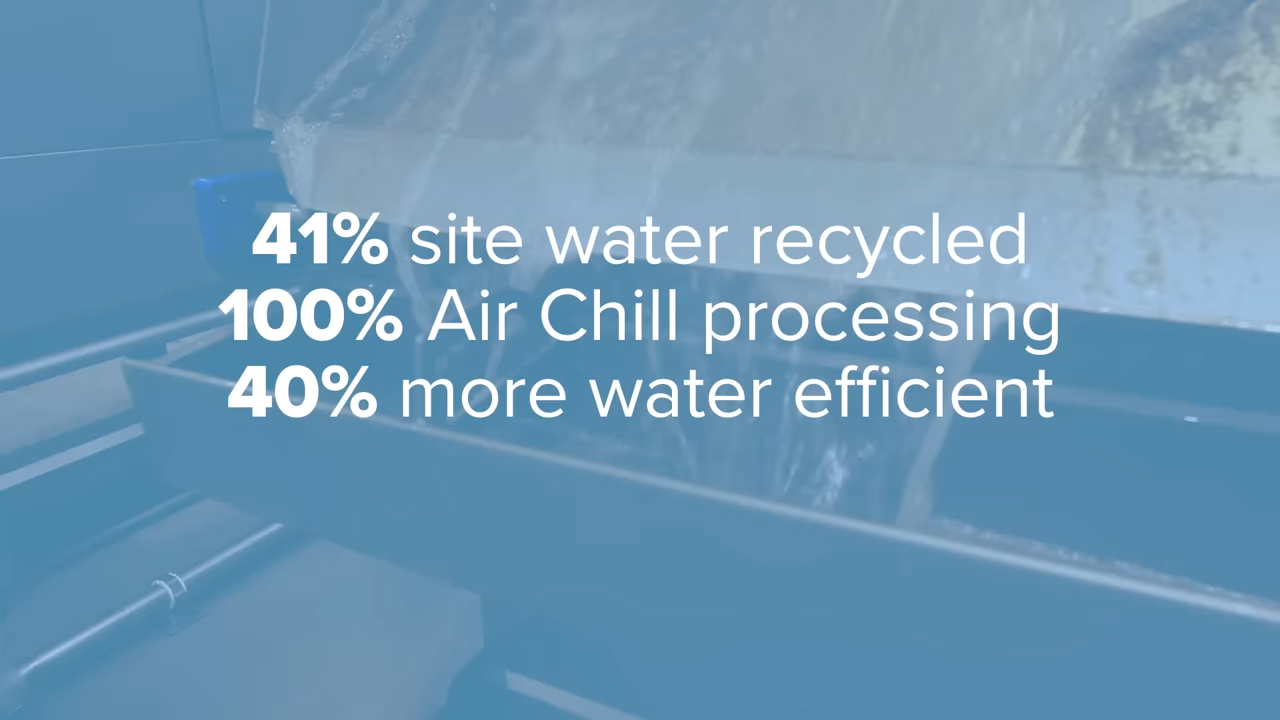 41% site water recycled
100% Air Chill processing
40% more water efficient